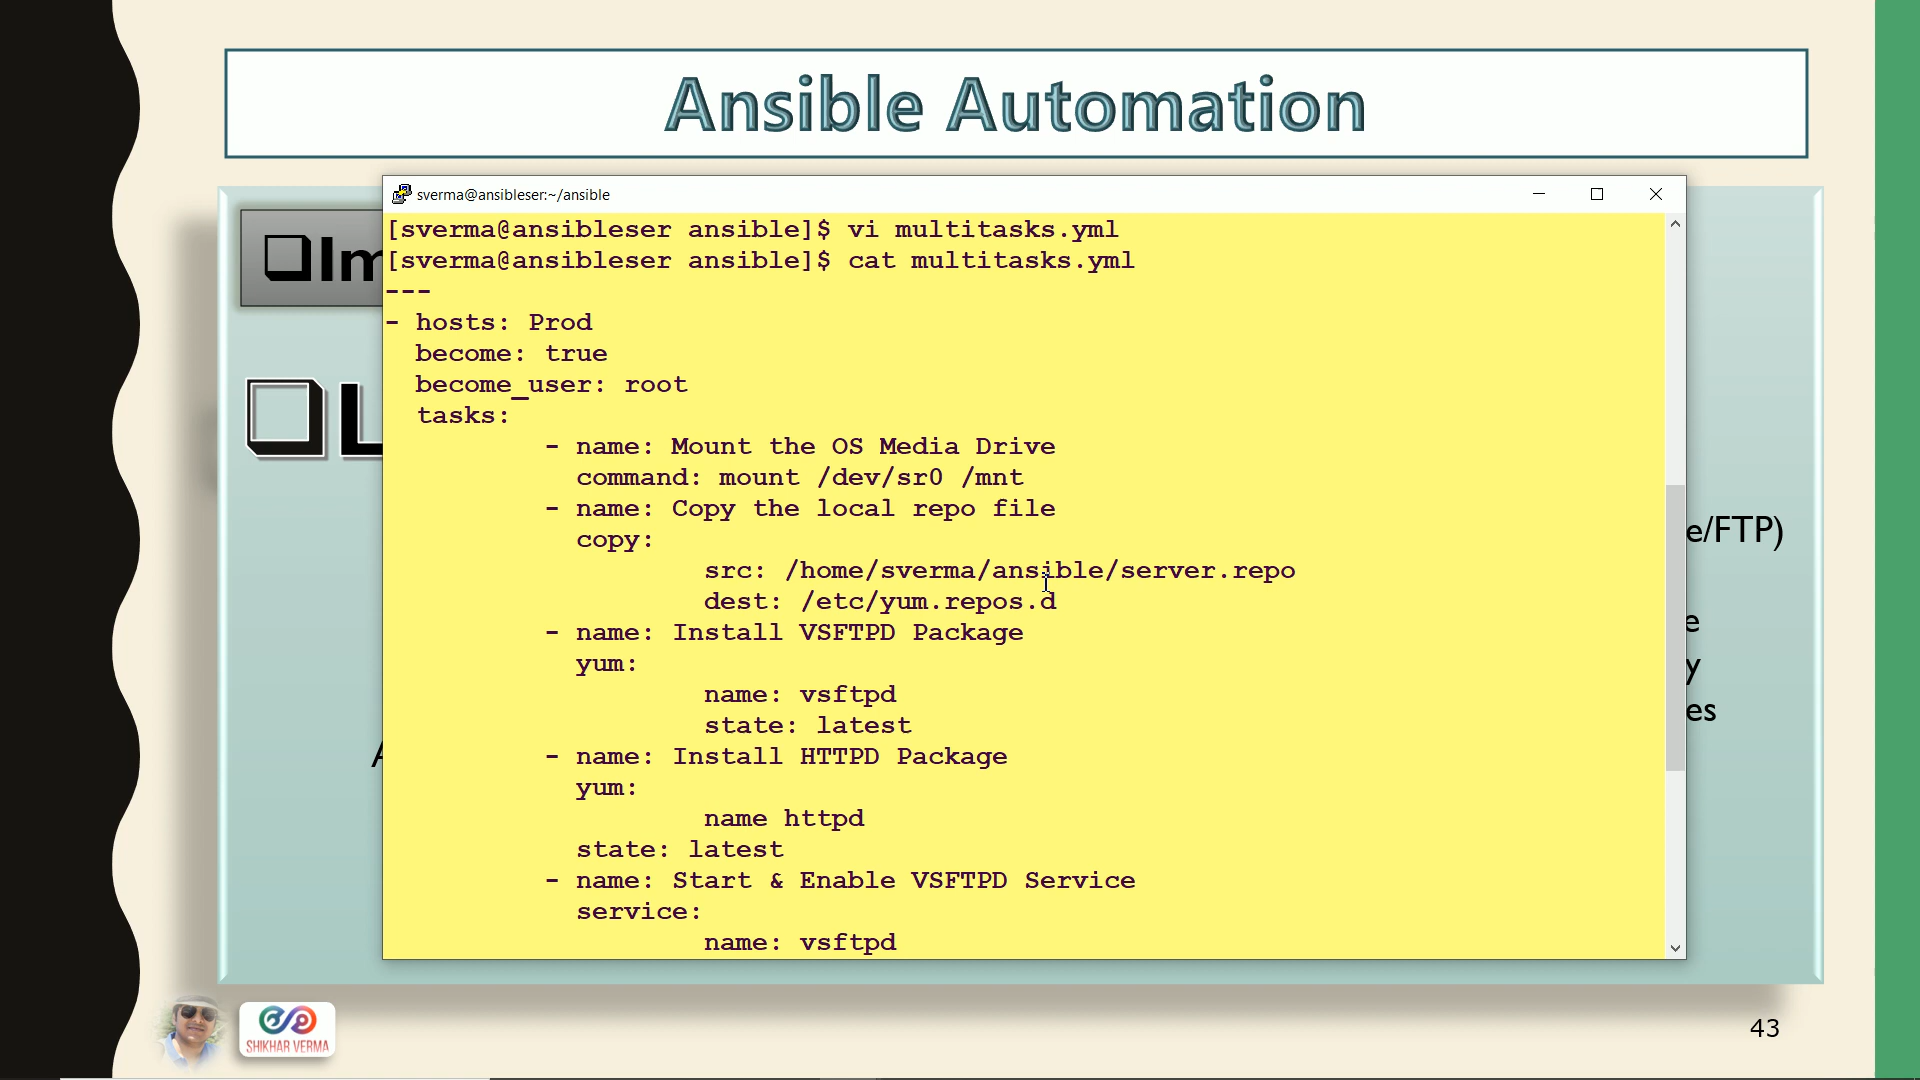 Ansible Automation
sverma@ansibleser:~/ansible
[sverma@ansibleser ansible]$ vi multitasks.yml
[sverma@ansibleser ansible]$ cat multitasks.yml
---
- hosts: Prod
become: true
become_user: root
tasks:
- name: Mount the OS Media Drive
command: mount /dev/sr0 /mnt
- name: Copy the local repo file
copy:
src: /home/sverma/ansible/server.repo
dest: /etc/yum.repos.d
- name: Install VSFTPD Package
yum:
name: vsftpd
state: latest
- name: Install HTTPD Package
yum:
name httpd
state: latest
- name: Start & Enable VSFTPD Service
service:
name: vsftpd
e/FTP)
SHIKHAR VERMA
43